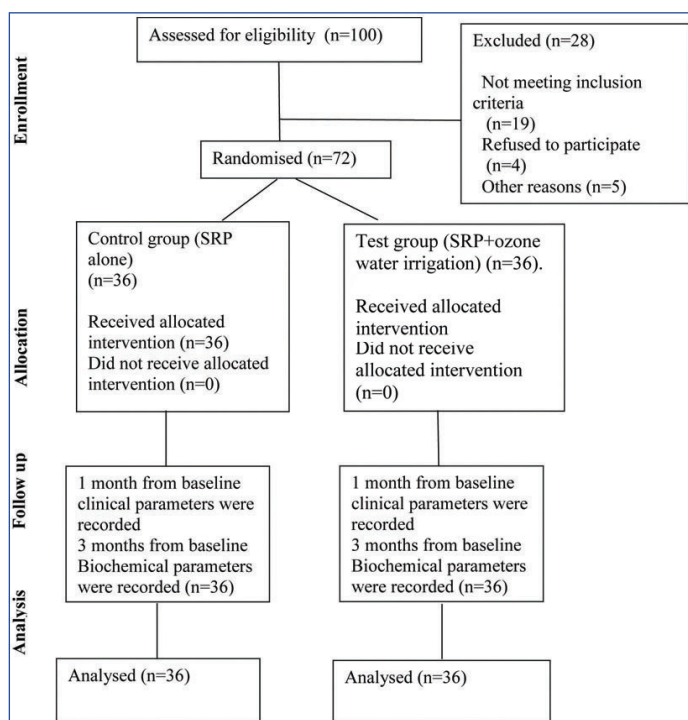 Enrollment
Assessed for eligibility (n=100)
Excluded (n=28)
Not meeting inclusion
criteria
(n=19)
Refused to participate
(n=4)
Other reasons (n=5)
Randomised (n=72)
Allocation
Control group (SRP
alone)
(n=36)
Received allocated
intervention (n=36)
Did not receive allocated
intervention (n=0)
Test group (SRP+ozone
water irrigation) (n=36).
Received allocated
intervention
Did not receive
allocated intervention
(n=0)
Follow up
1 month from baseline
clinical parameters were
recorded
3 months from baseline
Biochemical parameters
were recorded (n=36)
1 month from baseline
clinical parameters were
recorded
3 months from baseline
Biochemical parameters
were recorded (n=36)
Analysis
Analysed (n=36)
Analysed (n=36)